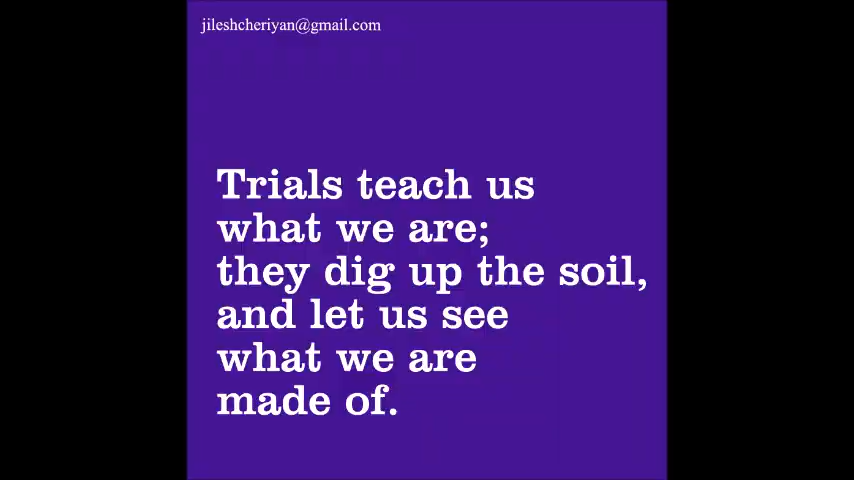 jileshcheriyan@gmail.com
Trials teach us
what we are;
they dig up the soil,
and let us see
what we are
made of.